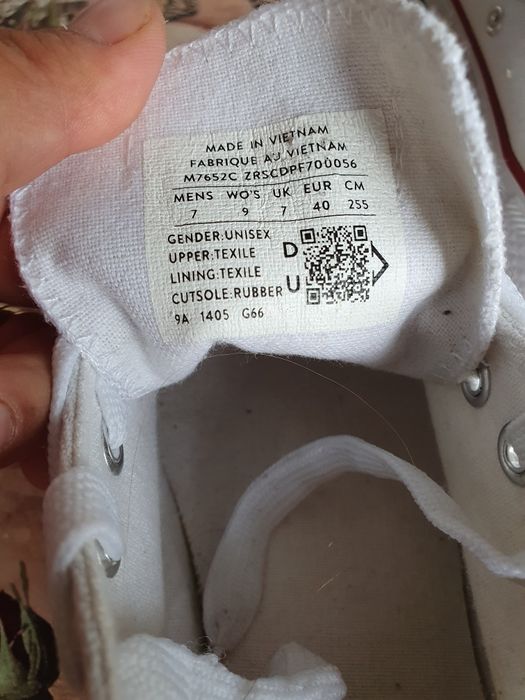 MADE IN VIETNAM
FABRIQUE AJ VIETNAM
M7652C ZRSCDPF700056
MENS WO'S UK EUR CM
7 9 7 40 255
GENDER:UNISEX
UPPER:TEXILE
LINING:TEXILE
CUTSOLE:RUBBER
9A 1405 G66
D
U